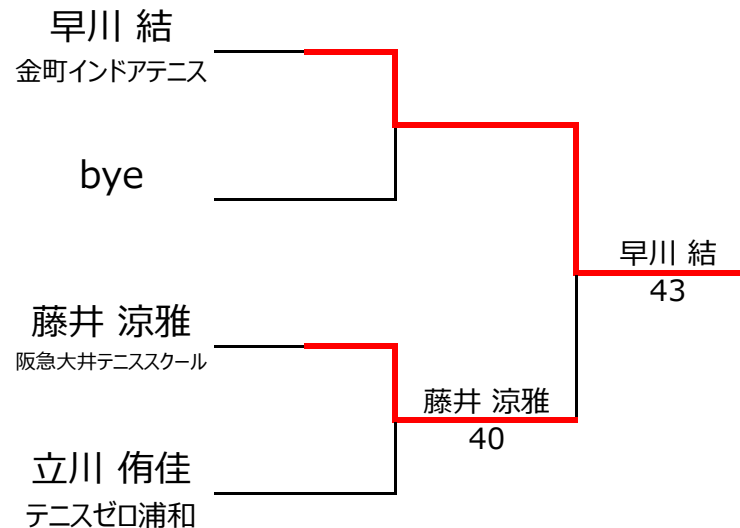 早川 結
金町インドアテニス
bye
藤井 涼雅
阪急大井テニススクール
立川 侑佳
テニスゼロ浦和
藤井 涼雅
40
早川 結
43